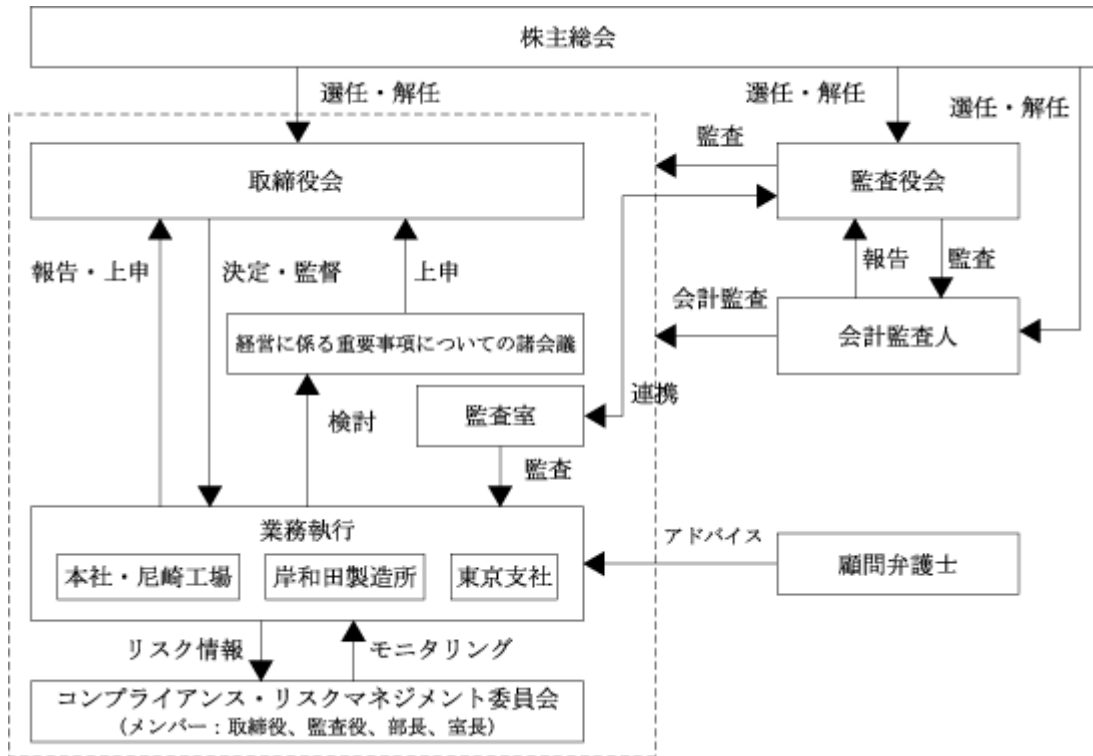 株主総会
選任・解任
選任・解任
選任・解任
監査
取締役会
監査役会
報告・上申
決定・監督
上申
報告
監査
会計監査
経営に係る重要事項についての諸会議
会計監査人
連携
監査室
検討
監査
業務執行
アドバイス
本社・尼崎工場
岸和田製造所
東京支社
顧問弁護士
リスク情報
モニタリング
コンプライアンス・リスクマネジメント委員会
(メンバー：取締役、監査役、部長、室長)